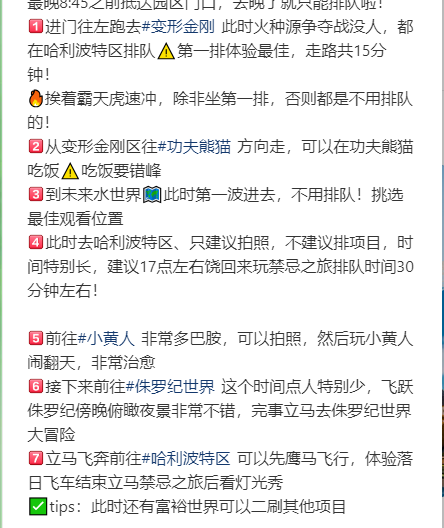 最晚8:45之前抵达园区门口，去晚了就只能排队啦！
1️⃣进门往左跑去#变形金刚 此时火种源争夺战没人，都
在哈利波特区排队⚠️第一排体验最佳，走路共15分
钟！
🔥挨着霸天虎速冲，除非坐第一排，否则都是不用排队
的！
2️⃣从变形金刚区往#功夫熊猫 方向走，可以在功夫熊猫
吃饭⚠️吃饭要错峰
3️⃣到未来水世界🗺️此时第一波进去，不用排队！挑选
最佳观看位置
4️⃣此时去哈利波特区、只建议拍照，不建议排项目，时
间特别长，建议17点左右饶回来玩禁忌之旅排队时间30
分钟左右！
5️⃣前往#小黄人 非常多巴胺，可以拍照，然后玩小黄人
闹翻天，非常治愈
6️⃣接下来前往#侏罗纪世界 这个时间点人特别少，飞跃
侏罗纪傍晚俯瞰夜景非常不错，完事立马去侏罗纪世界
大冒险
7️⃣立马飞奔前往#哈利波特区 可以先鹰马飞行，体验落
日飞车结束立马禁忌之旅后看灯光秀
✅tips：此时还有富裕世界可以二刷其他项目